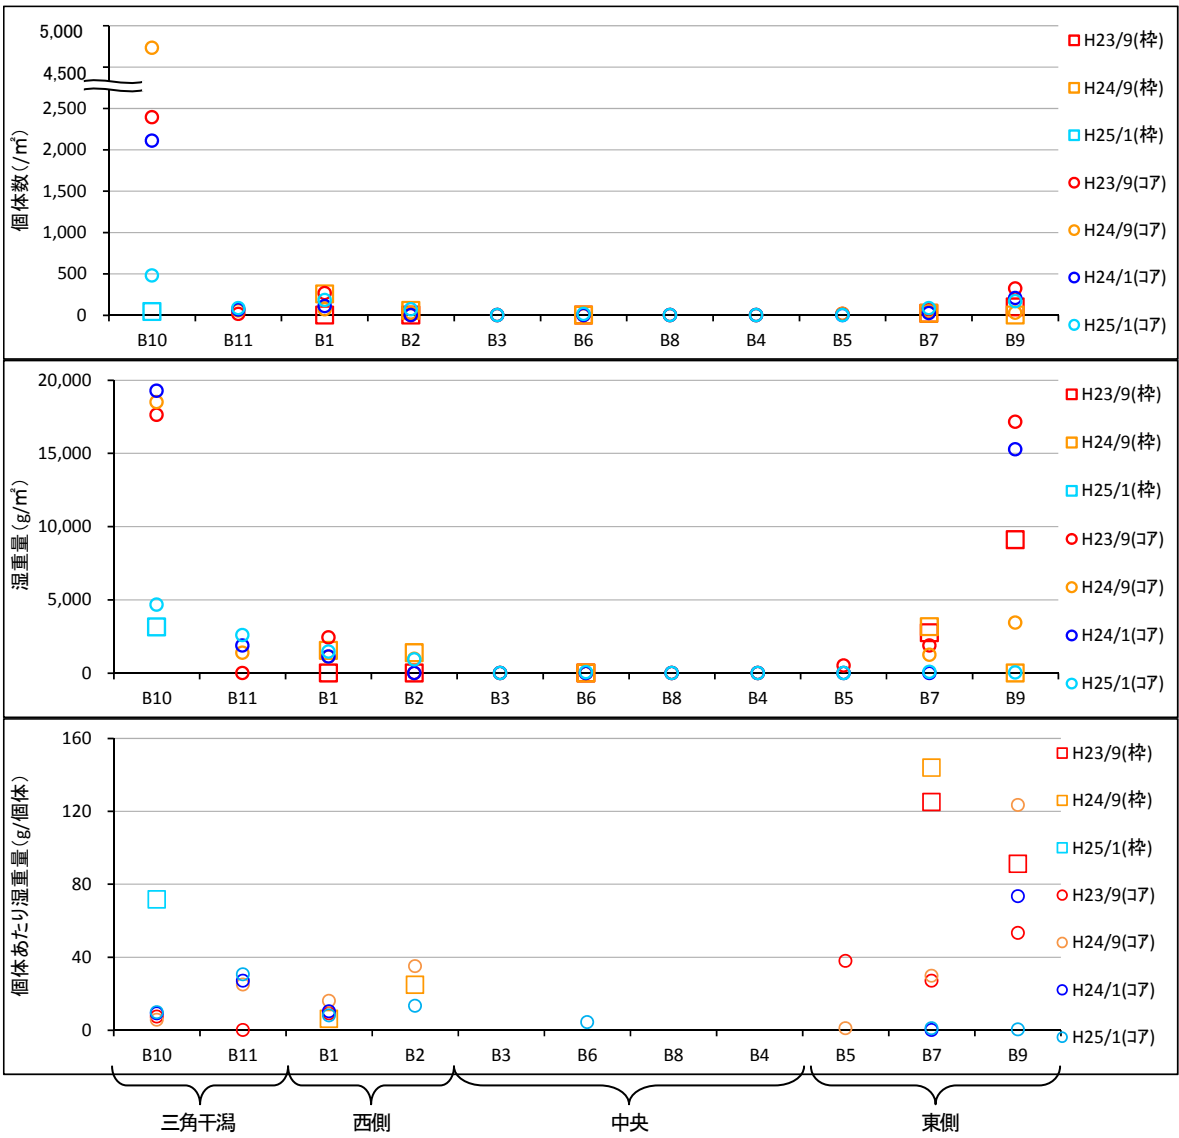 個体数(/㎡)
5,000
4,500
2,500
2,000
1,500
1,000
500
0
B10 B11 B1 B2 B3 B6 B8 B4 B5 B7 B9
H23/9(枠)
H24/9(枠)
H25/1(枠)
H23/9(コア)
H24/9(コア)
H24/1(コア)
H25/1(コア)
湿重量(g/㎡)
20,000
15,000
10,000
5,000
0
B10 B11 B1 B2 B3 B6 B8 B4 B5 B7 B9
H23/9(枠)
H24/9(枠)
H25/1(枠)
H23/9(コア)
H24/9(コア)
H24/1(コア)
H25/1(コア)
個体あたり湿重量(g/個体)
160
120
80
40
0
B10 B11 B1 B2 B3 B6 B8 B4 B5 B7 B9
H23/9(枠)
H24/9(枠)
H25/1(枠)
H23/9(コア)
H24/9(コア)
H24/1(コア)
H25/1(コア)
三角干潟 西側 中央 東側